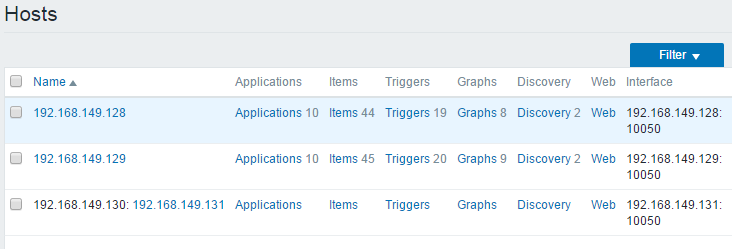 Hosts
Filter
Name Applications Items Triggers Graphs Discovery Web Interface
192.168.149.128 Applications 10 Items 44 Triggers 19 Graphs 8 Discovery 2 Web 192.168.149.128:
10050
192.168.149.129 Applications 10 Items 45 Triggers 20 Graphs 9 Discovery 2 Web 192.168.149.129:
10050
192.168.149.130: 192.168.149.131 Applications Items Triggers Graphs Discovery Web 192.168.149.131:
10050